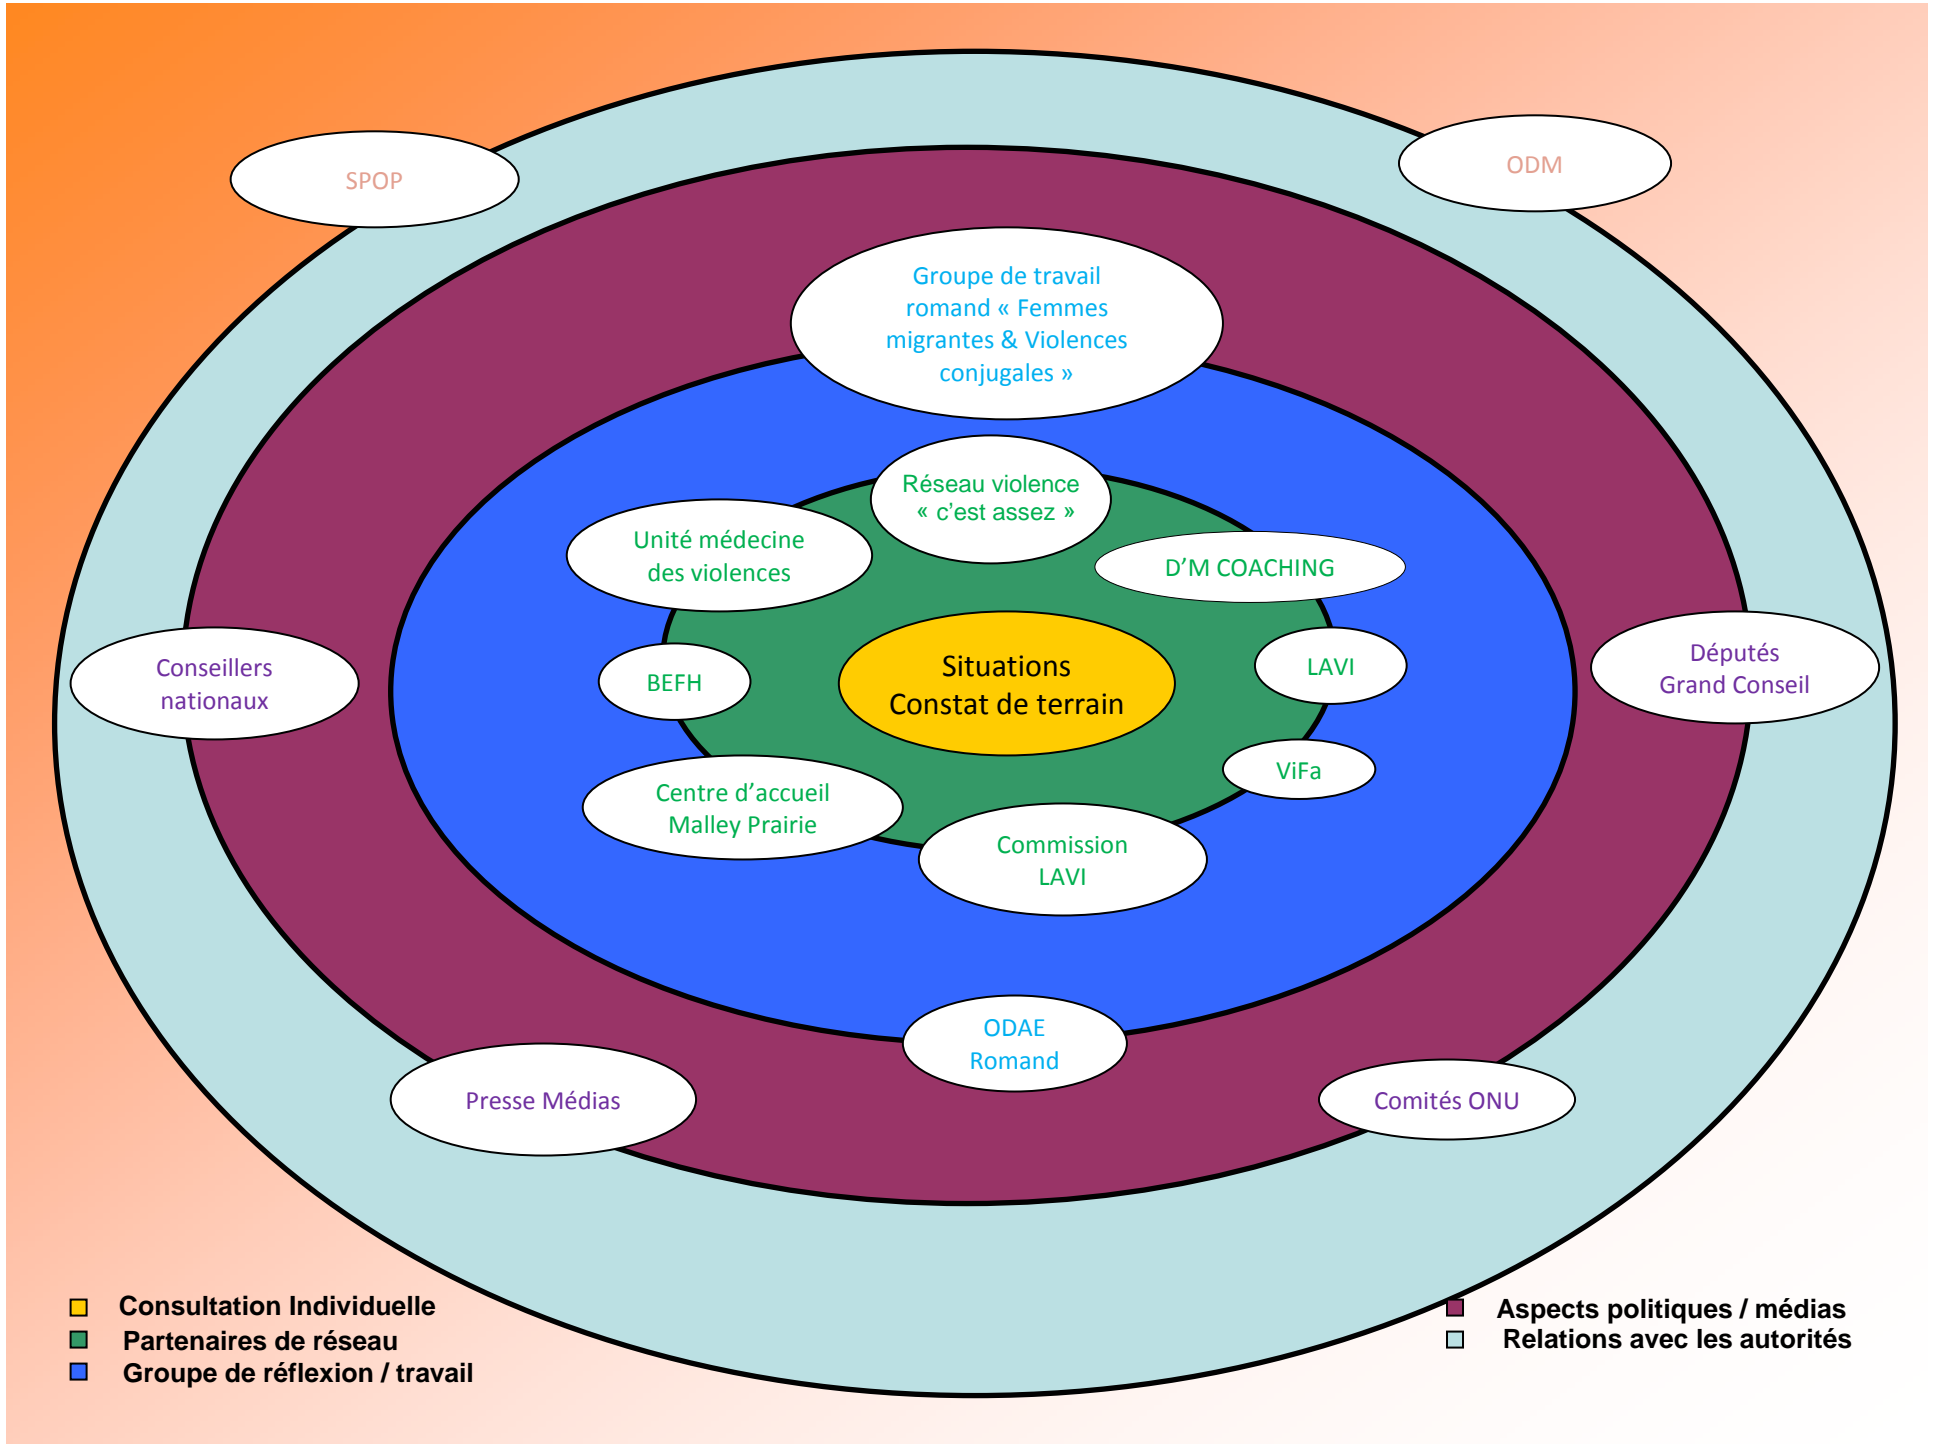 SPOP
ODM
Groupe de travail
romand « Femmes
migrantes & Violences
conjugales »
Réseau violence
« c’est assez »
Unité médecine
des violences
D’M COACHING
Situations
Constat de terrain
BEFH
LAVI
Conseillers
nationaux
Députés
Grand Conseil
ViFa
Centre d’accueil
Malley Prairie
Commission
LAVI
ODAE
Romand
Presse Médias
Comités ONU
Consultation Individuelle
Partenaires de réseau
Groupe de réflexion / travail
Aspects politiques / médias
Relations avec les autorités